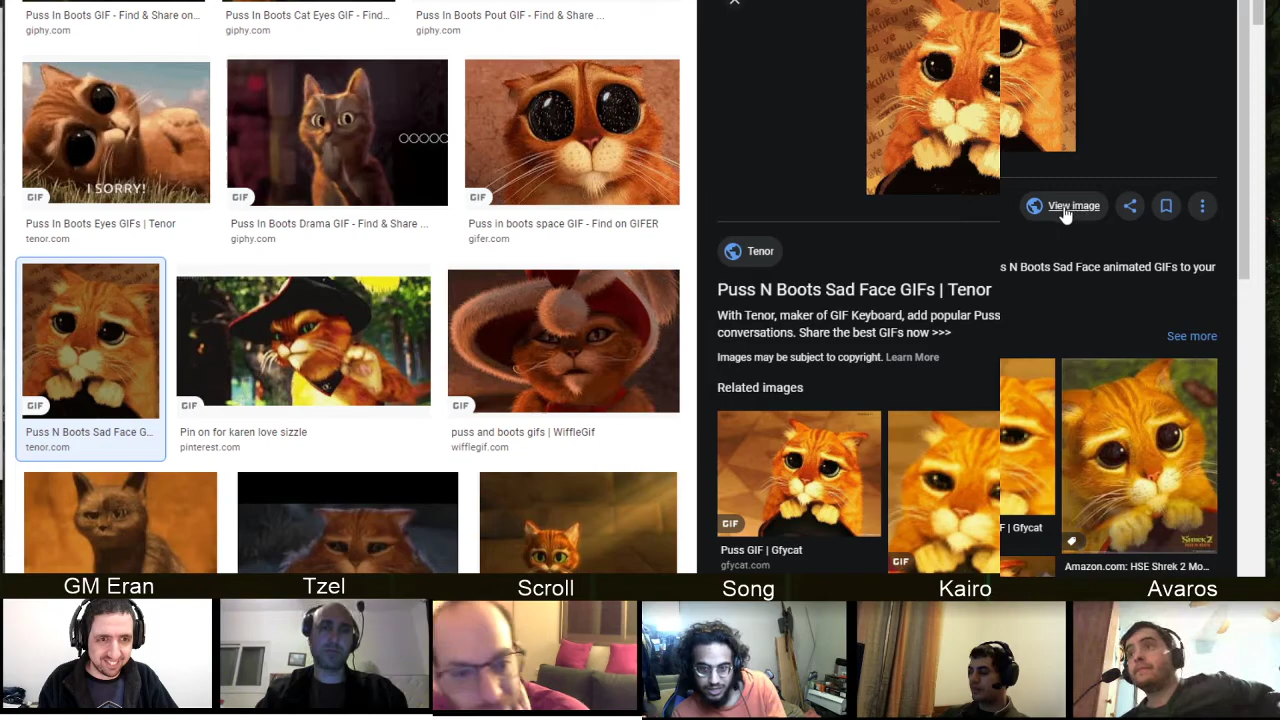 Puss In Boots GIF - Find & Share on...
giphy.com
Puss In Boots Cat Eyes GIF - Find...
giphy.com
Puss In Boots Pout GIF - Find & Share ...
giphy.com
I SORRY!
GIF
Puss In Boots Eyes GIFs | Tenor
tenor.com
OOOOO
GIF
Puss In Boots Drama GIF - Find & Share ...
giphy.com
GIF
Puss in boots space GIF - Find on GIFER
gifer.com
GIF
Puss N Boots Sad Face G...
tenor.com
GIF
Pin on for karen love sizzle
pinterest.com
GIF
puss and boots gifs | WiffleGif
wifflegif.com
ve
kuku
View image
Tenor
s N Boots Sad Face animated GIFs to your
Puss N Boots Sad Face GIFs | Tenor
With Tenor, maker of GIF Keyboard, add popular Puss
conversations. Share the best GIFs now >>>
See more
Images may be subject to copyright. Learn More
Related images
GIF
Puss GIF | Gfycat
gfycat.com
GIF
F | Gfycat
SHREK 2
Amazon.com: HSE Shrek 2 Mo...
GM Eran
Tzel
Scroll
Song
Kairo
Avaros